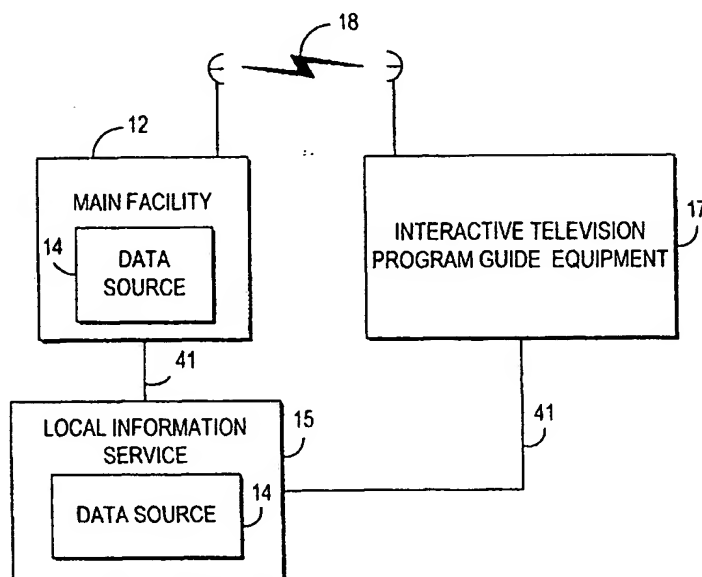 18
12
MAIN FACILITY
14
DATA
SOURCE
INTERACTIVE TELEVISION
PROGRAM GUIDE EQUIPMENT
17
41
LOCAL INFORMATION
SERVICE
15
41
DATA SOURCE
14